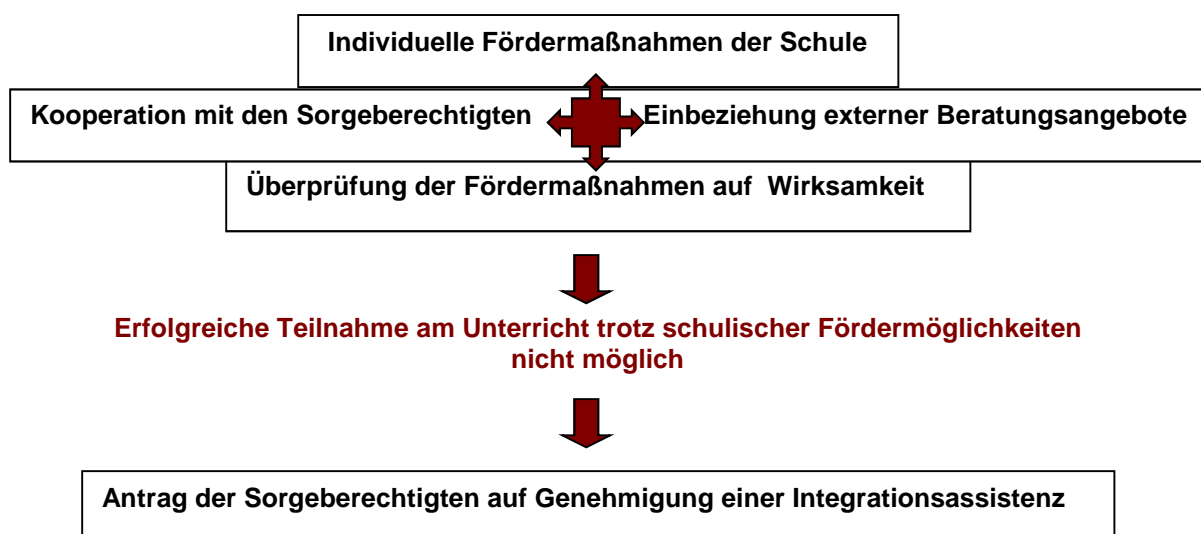 Individuelle Fördermaßnahmen der Schule
Kooperation mit den Sorgeberechtigten
Einbeziehung externer Beratungsangebote
Überprüfung der Fördermaßnahmen auf Wirksamkeit
Erfolgreiche Teilnahme am Unterricht trotz schulischer Fördermöglichkeiten
nicht möglich
Antrag der Sorgeberechtigten auf Genehmigung einer Integrationsassistenz